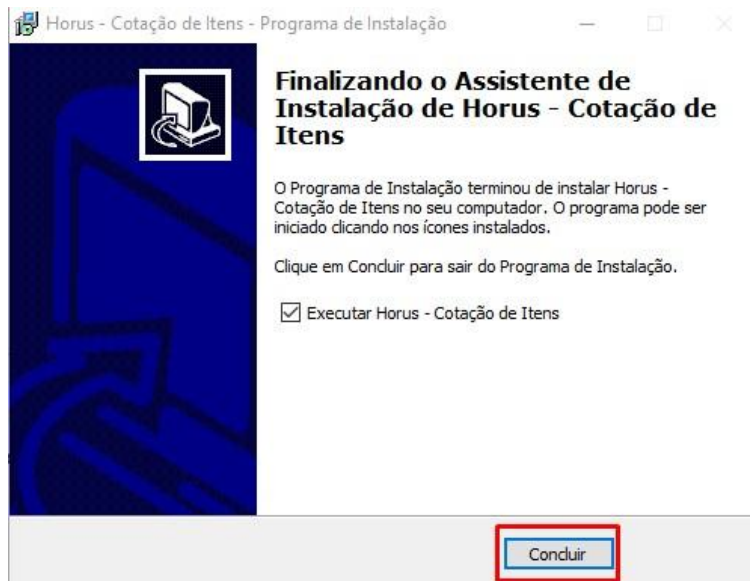 Horus - Cotação de Itens - Programa de Instalação
Finalizando o Assistente de
Instalação de Horus - Cotação de
Itens
O Programa de Instalação terminou de instalar Horus -
Cotação de Itens no seu computador. O programa pode ser
iniciado clicando nos ícones instalados.
Clique em Concluir para sair do Programa de Instalação.
Executar Horus - Cotação de Itens
Concluir